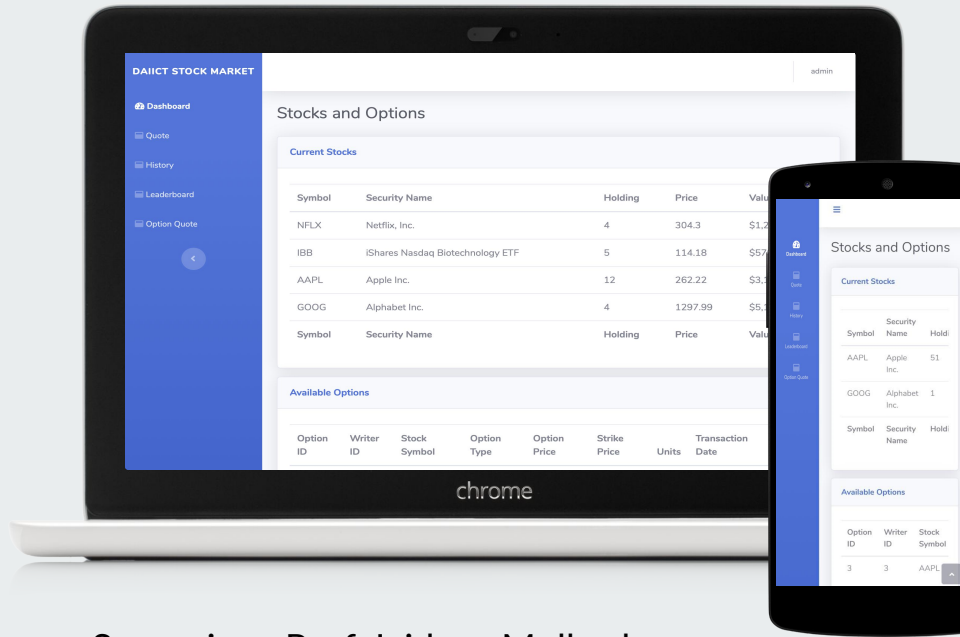 DAIICT STOCK MARKET
admin
Dashboard
Quote
History
Leaderboard
Option Quote
Stocks and Options
Current Stocks
Symbol Security Name Holding Price
NFLX Netflix, Inc. 4 304.3
IBB iShares Nasdaq Biotechnology ETF 5 114.18
AAPL Apple Inc. 12 262.22
GOOG Alphabet Inc. 4 1297.99
Symbol Security Name Holding Price
Available Options
Option Writer Stock Option Option Strike Transaction
ID ID Symbol Type Price Price Units Date
chrome
Dashboard
Quote
History
Leaderboard
Option Quote
Stocks and Options
Current Stocks
Security
Symbol Name Holdi
AAPL Apple 51
Inc.
GOOG Alphabet 1
Inc.
Symbol Security Holdi
Name
Available Options
Option Writer Stock
ID ID Symbol
3 3 AAPL